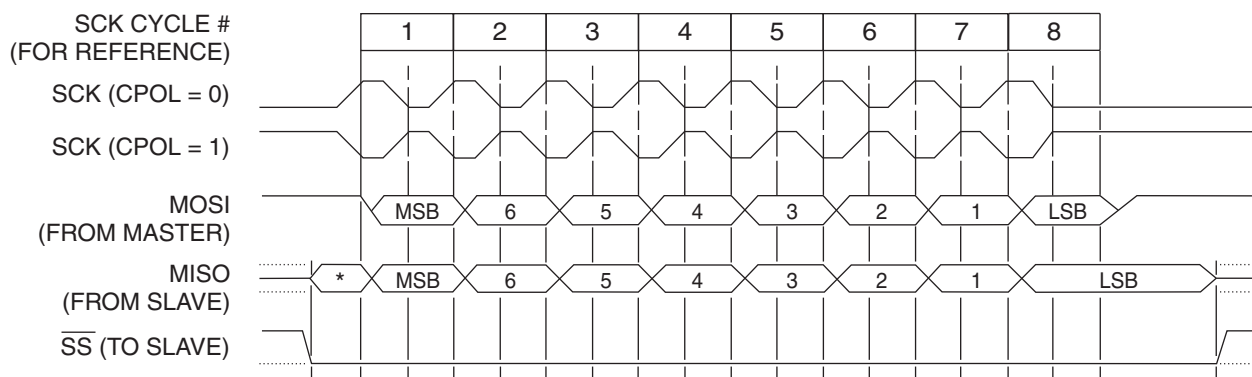 SCK CYCLE #
(FOR REFERENCE)
1 2 3 4 5 6 7 8
SCK (CPOL = 0)
SCK (CPOL = 1)
MOSI
(FROM MASTER)
MSB 6 5 4 3 2 1 LSB
MISO
(FROM SLAVE)
* MSB 6 5 4 3 2 1 LSB
S̅S̅ (TO SLAVE)